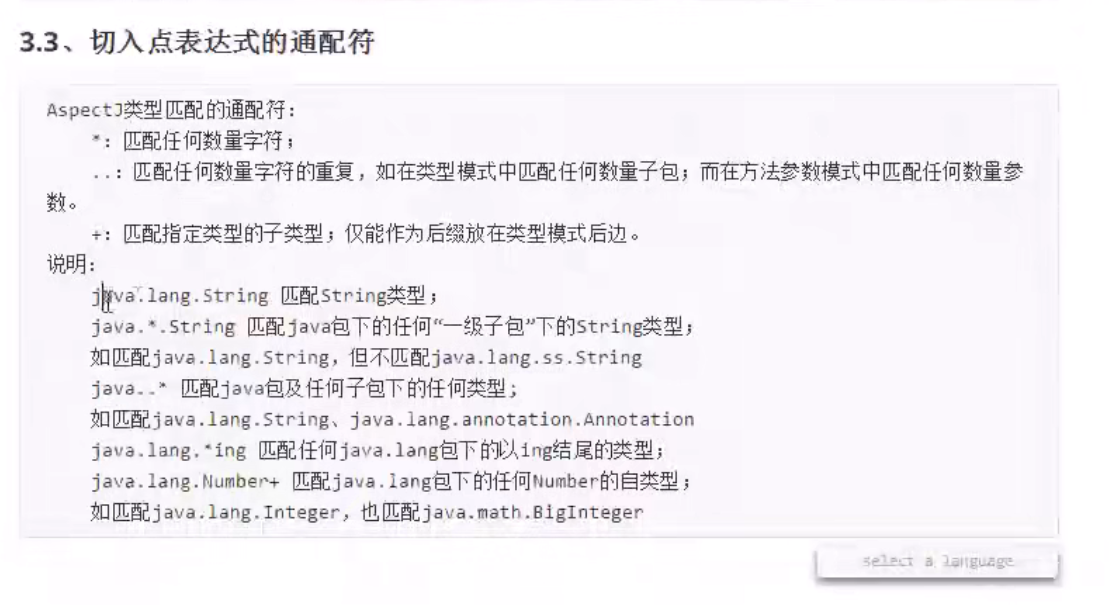 3.3、切入点表达式的通配符
AspectJ类型匹配的通配符：
*：匹配任何数量字符；
..：匹配任何数量字符的重复，如在类型模式中匹配任何数量子包；而在方法参数模式中匹配任何数量参
数。
+：匹配指定类型的子类型；仅能作为后缀放在类型模式后边。
说明：
java.lang.String 匹配String类型；
java.*.String 匹配java包下的任何“一级子包”下的String类型；
如匹配java.lang.String，但不匹配java.lang.ss.String
java..* 匹配java包及任何子包下的任何类型；
如匹配java.lang.String、java.lang.annotation.Annotation
java.lang.*ing 匹配任何java.lang包下的以ing结尾的类型；
java.lang.Number+ 匹配java.lang包下的任何Number的自类型；
如匹配java.lang.Integer，也匹配java.math.BigInteger
select a language